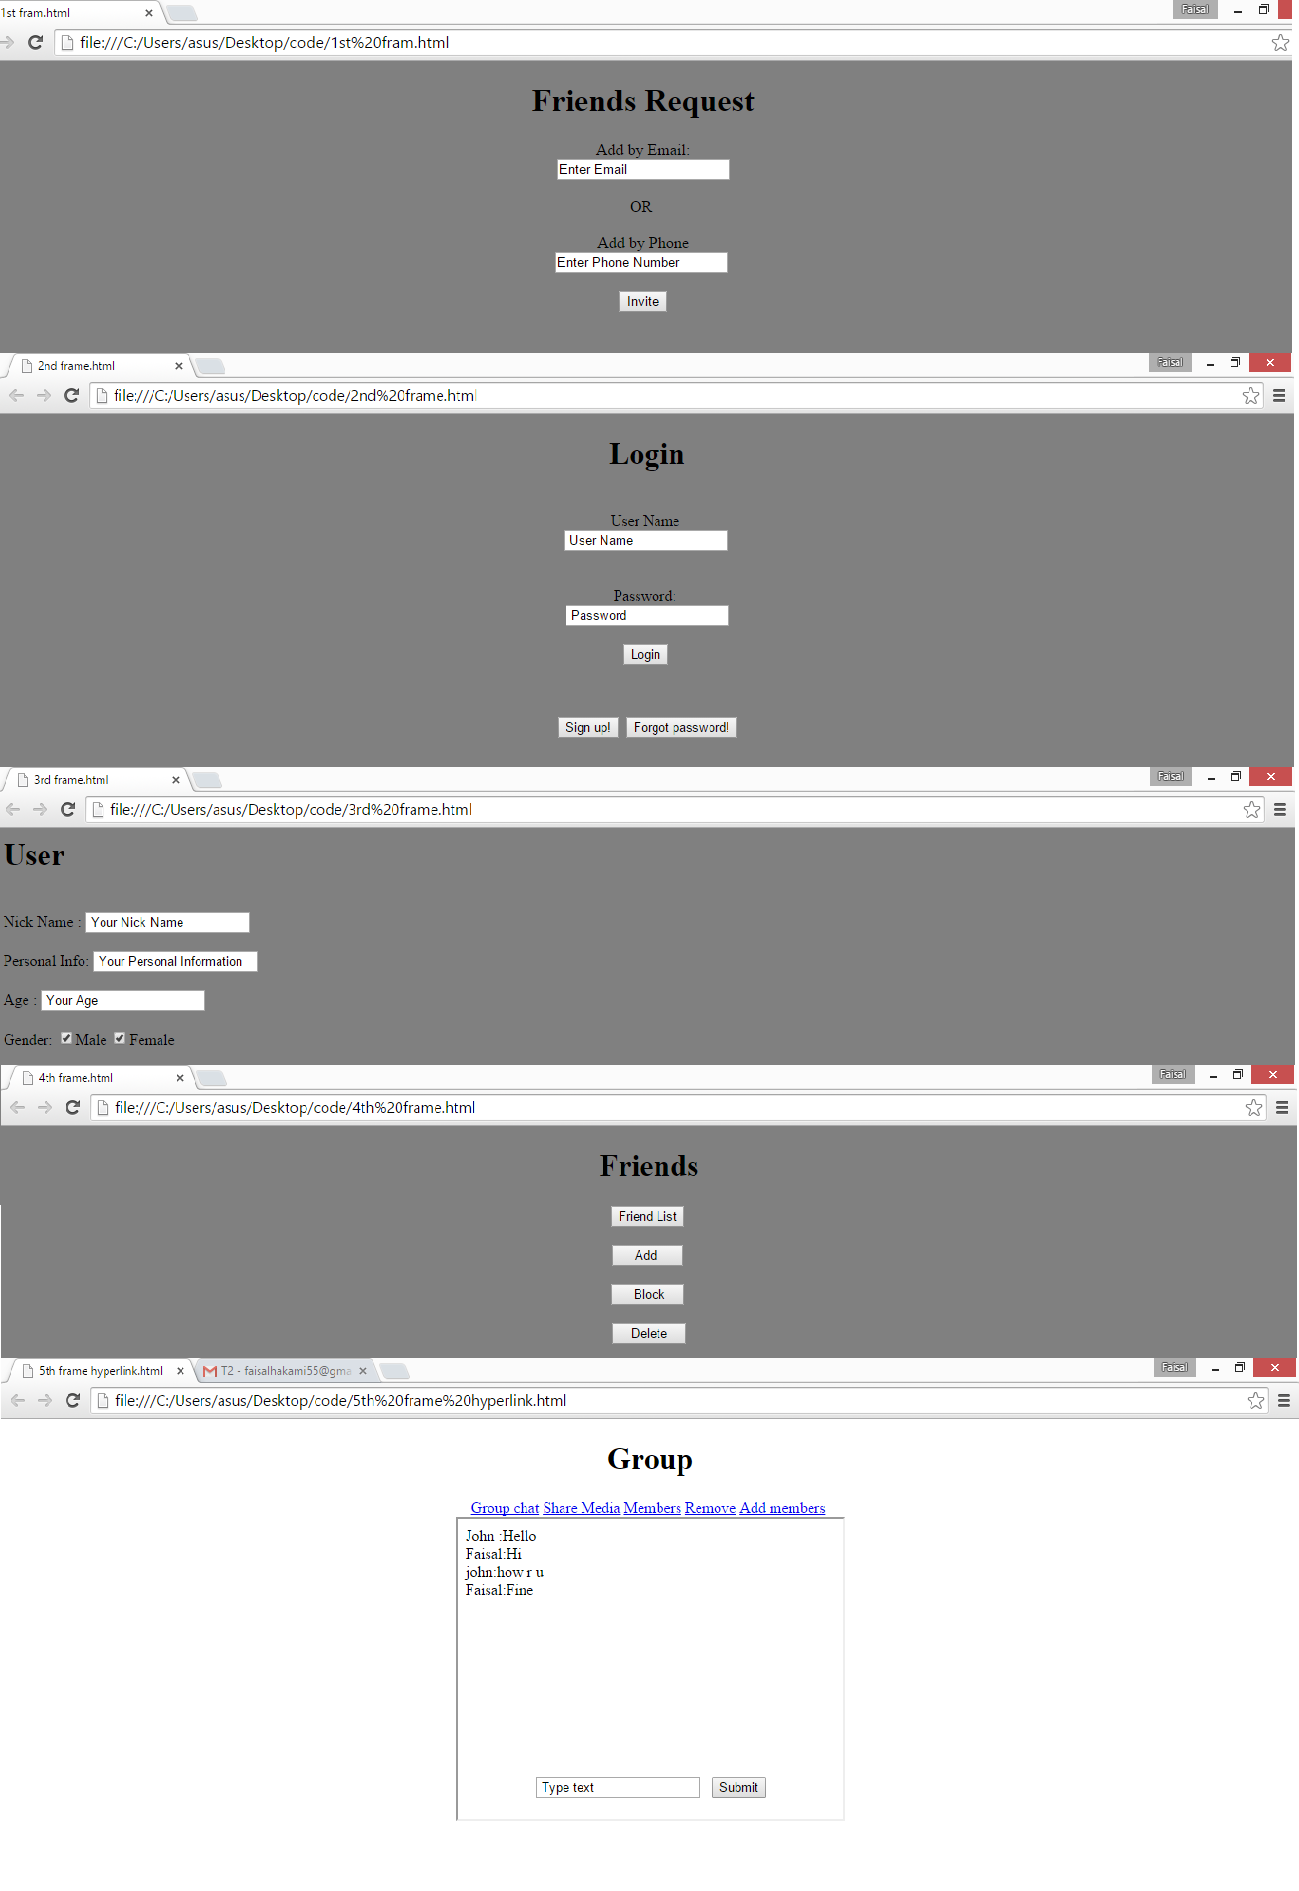 1st fram.html
Faisal
file:///C:/Users/asus/Desktop/code/1st%20fram.html
Friends Request
Add by Email:
Enter Email
OR
Add by Phone
Enter Phone Number
Invite
2nd frame.html
Faisal
file:///C:/Users/asus/Desktop/code/2nd%20frame.html
Login
User Name
User Name
Password:
Password
Login
Sign up! Forgot password!
3rd frame.html
Faisal
file:///C:/Users/asus/Desktop/code/3rd%20frame.html
User
Nick Name : Your Nick Name
Personal Info: Your Personal Information
Age : Your Age
Gender: Male Female
4th frame.html
Faisal
file:///C:/Users/asus/Desktop/code/4th%20frame.html
Friends
Friend List
Add
Block
Delete
5th frame hyperlink.html T2 - faisalhakami55@gma
Faisal
file:///C:/Users/asus/Desktop/code/5th%20frame%20hyperlink.html
Group
Group chat Share Media Members Remove Add members
John :Hello
Faisal:Hi
john:how r u
Faisal:Fine
Type text Submit